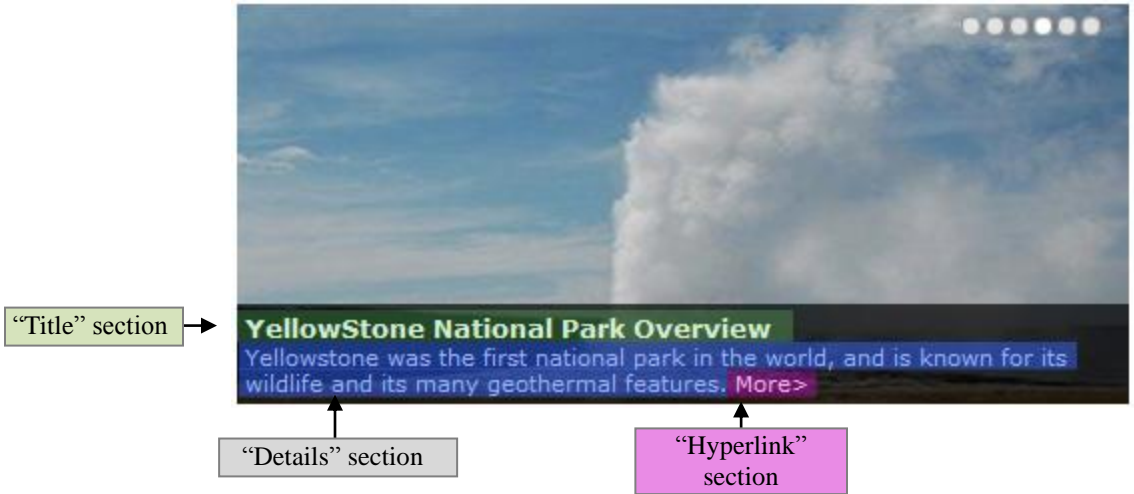 “Title” section
YellowStone National Park Overview
Yellowstone was the first national park in the world, and is known for its
wildlife and its many geothermal features. More>
“Details” section
“Hyperlink”
section